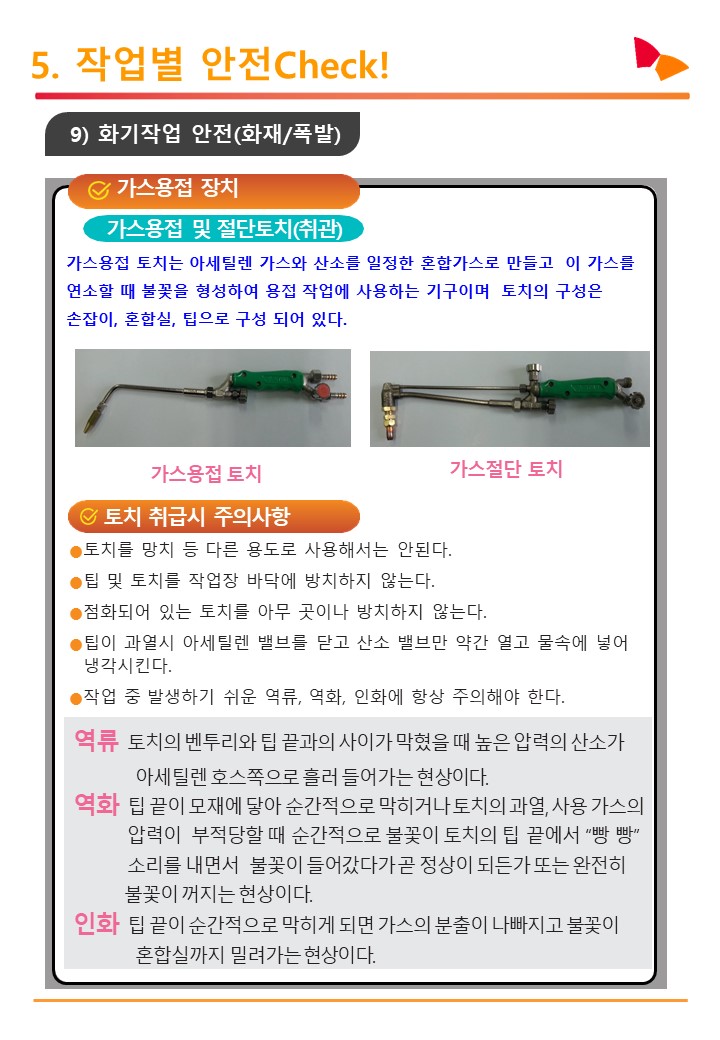 5. 작업별 안전Check!
9) 화기작업 안전(화재/폭발)
가스용접 장치
가스용접 및 절단토치(취관)
가스용접 토치는 아세틸렌 가스와 산소를 일정한 혼합가스로 만들고 이 가스를
연소할 때 불꽃을 형성하여 용접 작업에 사용하는 기구이며 토치의 구성은
손잡이, 혼합실, 팁으로 구성 되어 있다.
가스용접 토치
가스절단 토치
토치 취급시 주의사항
●토치를 망치 등 다른 용도로 사용해서는 안된다.
●팁 및 토치를 작업장 바닥에 방치하지 않는다.
●점화되어 있는 토치를 아무 곳이나 방치하지 않는다.
●팁이 과열시 아세틸렌 밸브를 닫고 산소 밸브만 약간 열고 물속에 넣어
냉각시킨다.
●작업 중 발생하기 쉬운 역류, 역화, 인화에 항상 주의해야 한다.
역류 토치의 벤투리와 팁 끝과의 사이가 막혔을 때 높은 압력의 산소가
아세틸렌 호스쪽으로 흘러 들어가는 현상이다.
역화 팁 끝이 모재에 닿아 순간적으로 막히거나 토치의 과열, 사용 가스의
압력이 부적당할 때 순간적으로 불꽃이 토치의 팁 끝에서 “빵 빵”
소리를 내면서 불꽃이 들어갔다가 곧 정상이 되든가 또는 완전히
불꽃이 꺼지는 현상이다.
인화 팁 끝이 순간적으로 막히게 되면 가스의 분출이 나빠지고 불꽃이
혼합실까지 밀려가는 현상이다.